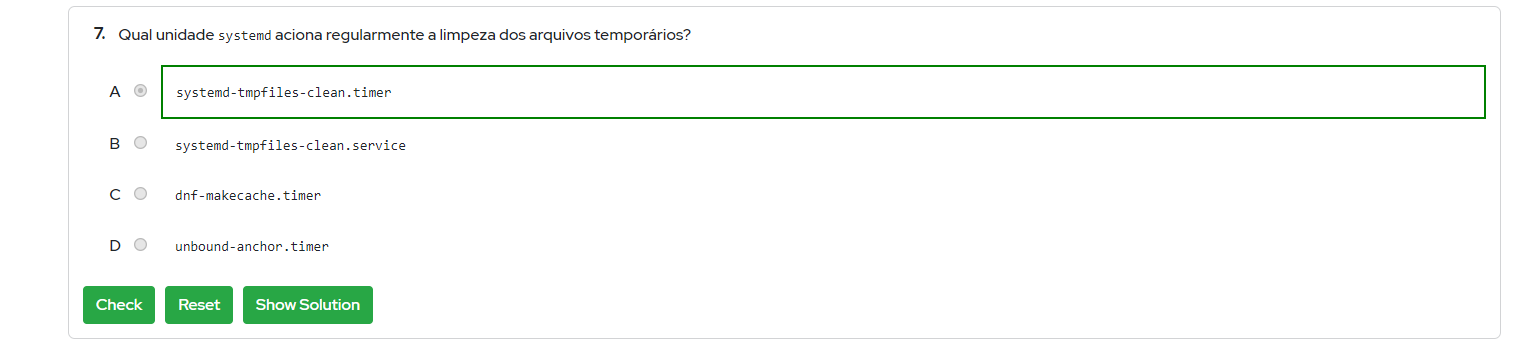 7. Qual unidade systemd aciona regularmente a limpeza dos arquivos temporários?
A systemd-tmpfiles-clean.timer
B systemd-tmpfiles-clean.service
C dnf-makecache.timer
D unbound-anchor.timer
Check Reset Show Solution